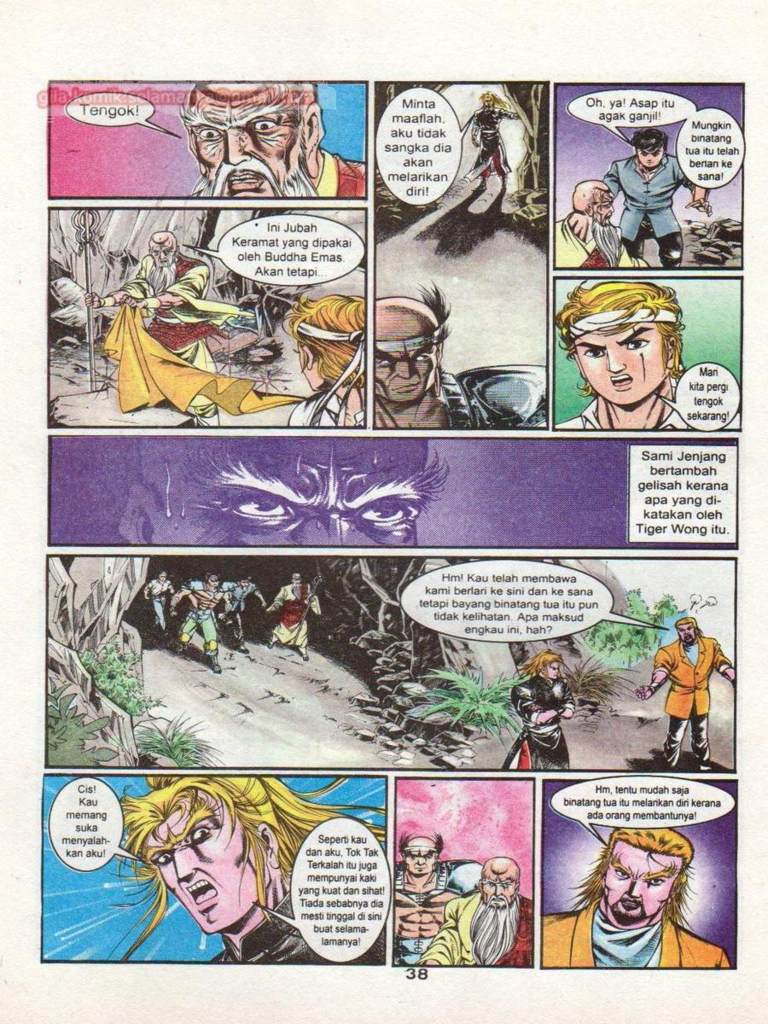 Tengok!
Ini Jubah
Keramat yang dipakai
oleh Buddha Emas.
Akan tetapi...
Minta
maaflah,
aku tidak
sangka dia
akan
melarikan
diri!
Oh, ya! Asap itu
agak ganjil!
Mungkin
binatang
tua itu telah
berlari ke
sana!
Mari
kita pergi
tengok
sekarang!
Sami Jenjang
bertambah
gelisah kerana
apa yang di-
katakan oleh
Tiger Wong itu.
Hm! Kau telah membawa
kami berlari ke sini dan ke sana
tetapi bayang binatang tua itu pun
tidak kelihatan. Apa maksud
engkau ini, hah?
Cis!
Kau
memang
suka
menyalah-
kan aku!
Seperti kau
dan aku, Tok Tak
Terkalah itu juga
mempunyai kaki
yang kuat dan sihat!
Tiada sebabnya dia
mesti tinggal di sini
buat selama-
lamanya!
Hm, tentu mudah saja
binatang tua itu melarikan diri kerana
ada orang membantunya!
38